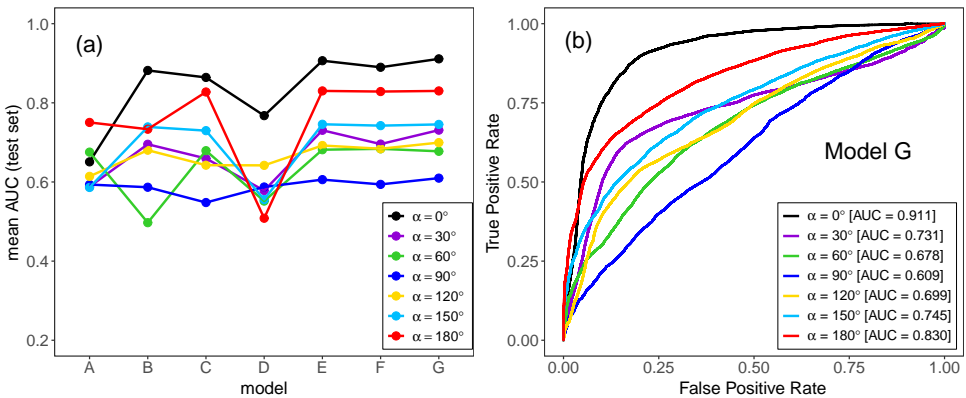 (a)
mean AUC (test set)
1.0
0.8
0.6
0.4
0.2
A B C D E F G
model
α = 0°
α = 30°
α = 60°
α = 90°
α = 120°
α = 150°
α = 180°
(b)
True Positive Rate
1.00
0.75
0.50
0.25
0.00
0.00 0.25 0.50 0.75 1.00
False Positive Rate
Model G
α = 0° [AUC = 0.911]
α = 30° [AUC = 0.731]
α = 60° [AUC = 0.678]
α = 90° [AUC = 0.609]
α = 120° [AUC = 0.699]
α = 150° [AUC = 0.745]
α = 180° [AUC = 0.830]